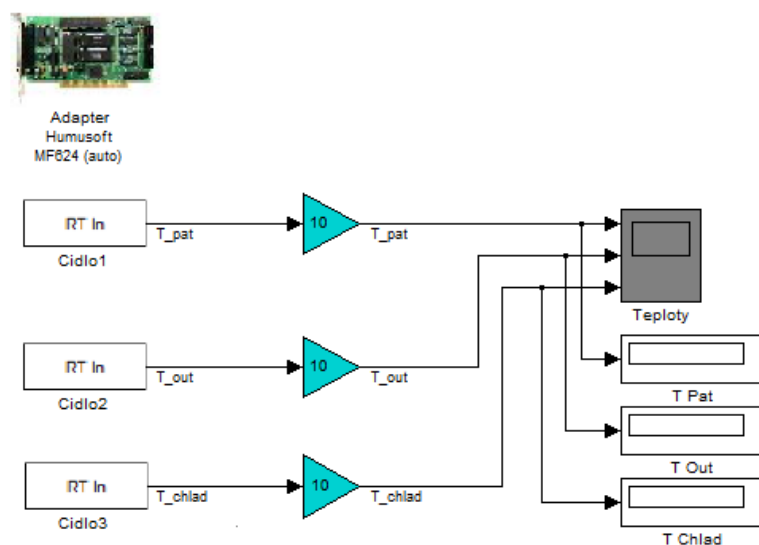 Adapter
Humusoft
MF624 (auto)
RT In
T_pat
10
T_pat
Cidlo1
Teploty
RT In
T_out
10
T_out
Cidlo2
T Pat
T Out
RT In
T_chlad
10
T_chlad
Cidlo3
T Chlad